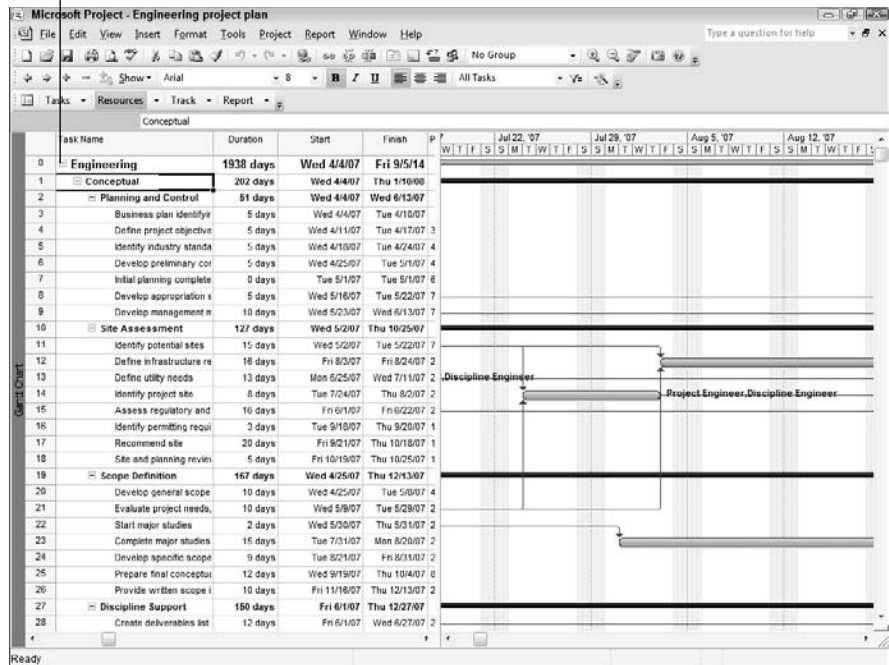 Microsoft Project - Engineering project plan
File Edit View Insert Format Tools Project Report Window Help Type a question for help
No Group
Show Arial 8 B I U All Tasks
Tasks Resources Track Report
Conceptual
Task Name Duration Start Finish P Jul 22, '07 Jul 29, '07 Aug 5, '07 Aug 12, '07
W T F S S M T W T F S S M T W T F S S M T W T F S S M T W T F S
0 Engineering 1938 days Wed 4/4/07 Fri 9/5/14
1 Conceptual 202 days Wed 4/4/07 Thu 1/10/08
2 Planning and Control 51 days Wed 4/4/07 Wed 6/13/07
3 Business plan identifyir 5 days Wed 4/4/07 Tue 4/10/07
4 Define project objective 5 days Wed 4/11/07 Tue 4/17/07 3
5 Identify industry standa 5 days Wed 4/18/07 Tue 4/24/07 4
6 Develop preliminary cor 5 days Wed 4/25/07 Tue 5/1/07 4
7 Initial planning complete 0 days Tue 5/1/07 Tue 5/1/07 6
8 Develop appropriation s 5 days Wed 5/16/07 Tue 5/22/07 7
9 Develop management m 10 days Wed 5/23/07 Wed 6/13/07 7
10 Site Assessment 127 days Wed 5/2/07 Thu 10/25/07
11 Identify potential sites 15 days Wed 5/2/07 Tue 5/22/07 7
12 Define infrastructure re 16 days Fri 8/3/07 Fri 8/24/07 2
13 Define utility needs 13 days Mon 6/25/07 Wed 7/11/07 2 ,Discipline Engineer
14 Identify project site 8 days Tue 7/24/07 Thu 8/2/07 2 Project Engineer,Discipline Engineer
15 Assess regulatory and 16 days Fri 6/1/07 Fri 6/22/07 2
16 Identify permitting requi 3 days Tue 9/18/07 Thu 9/20/07 1
17 Recommend site 20 days Fri 9/21/07 Thu 10/18/07 1
18 Site and planning reviev 5 days Fri 10/19/07 Thu 10/25/07 1
19 Scope Definition 167 days Wed 4/25/07 Thu 12/13/07
20 Develop general scope 10 days Wed 4/25/07 Tue 5/8/07 4
21 Evaluate project needs, 10 days Wed 5/9/07 Tue 5/29/07 2
22 Start major studies 2 days Wed 5/30/07 Thu 5/31/07 2
23 Complete major studies 15 days Tue 7/31/07 Mon 8/20/07 2
24 Develop specific scope 9 days Tue 8/21/07 Fri 8/31/07 2
25 Prepare final conceptua 12 days Wed 9/19/07 Thu 10/4/07 8
26 Provide written scope i 10 days Fri 11/16/07 Thu 12/13/07 2
27 Discipline Support 150 days Fri 6/1/07 Thu 12/27/07
28 Create deliverables list 12 days Fri 6/1/07 Wed 6/27/07 2
Gantt Chart
Ready